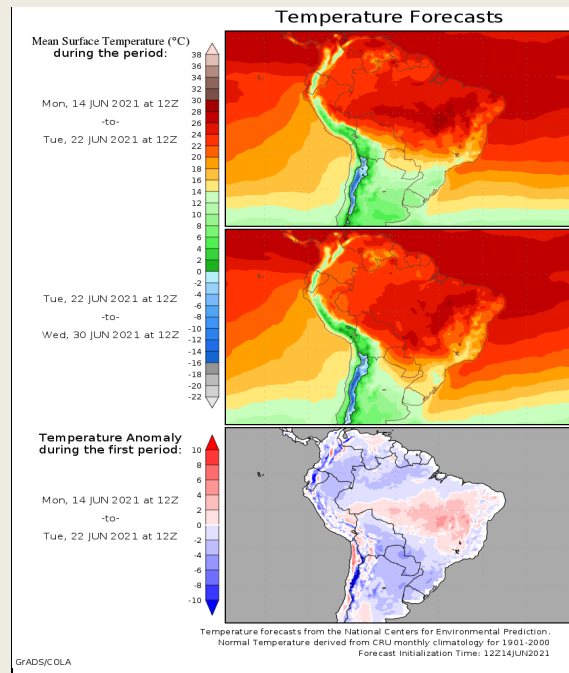 Temperature Forecasts
Mean Surface Temperature (°C)
during the period:
Mon, 14 JUN 2021 at 12Z
-to-
Tue, 22 JUN 2021 at 12Z
38
36
34
32
30
28
26
24
22
20
18
16
14
12
10
8
6
4
2
0
-2
-4
-6
-8
-10
-12
-14
-16
-18
-20
-22
Tue, 22 JUN 2021 at 12Z
-to-
Wed, 30 JUN 2021 at 12Z
Temperature Anomaly
during the first period:
Mon, 14 JUN 2021 at 12Z
-to-
Tue, 22 JUN 2021 at 12Z
10
8
6
4
2
0
-2
-4
-6
-8
-10
Temperature forecasts from the National Centers for Environmental Prediction.
Normal Temperature derived from CRU monthly climatology for 1901-2000
Forecast Initialization Time: 12Z14JUN2021
GrADS/COLA